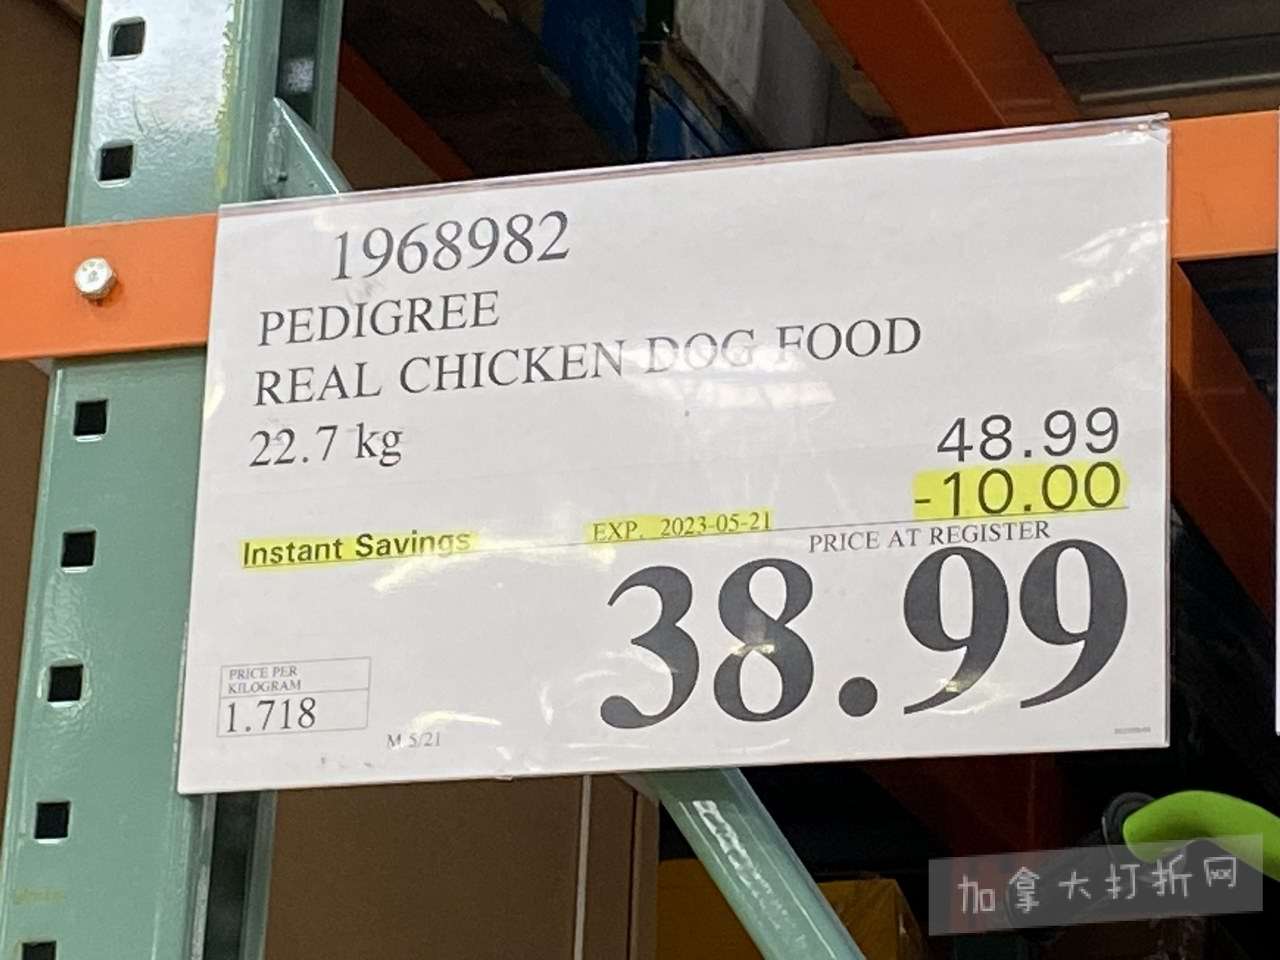 1968982
PEDIGREE
REAL CHICKEN DOG FOOD
22.7 kg
48.99
-10.00
Instant Savings
EXP. 2023-05-21
PRICE AT REGISTER
38.99
PRICE PER
KILOGRAM
1.718
M 5/21
加拿大打折网